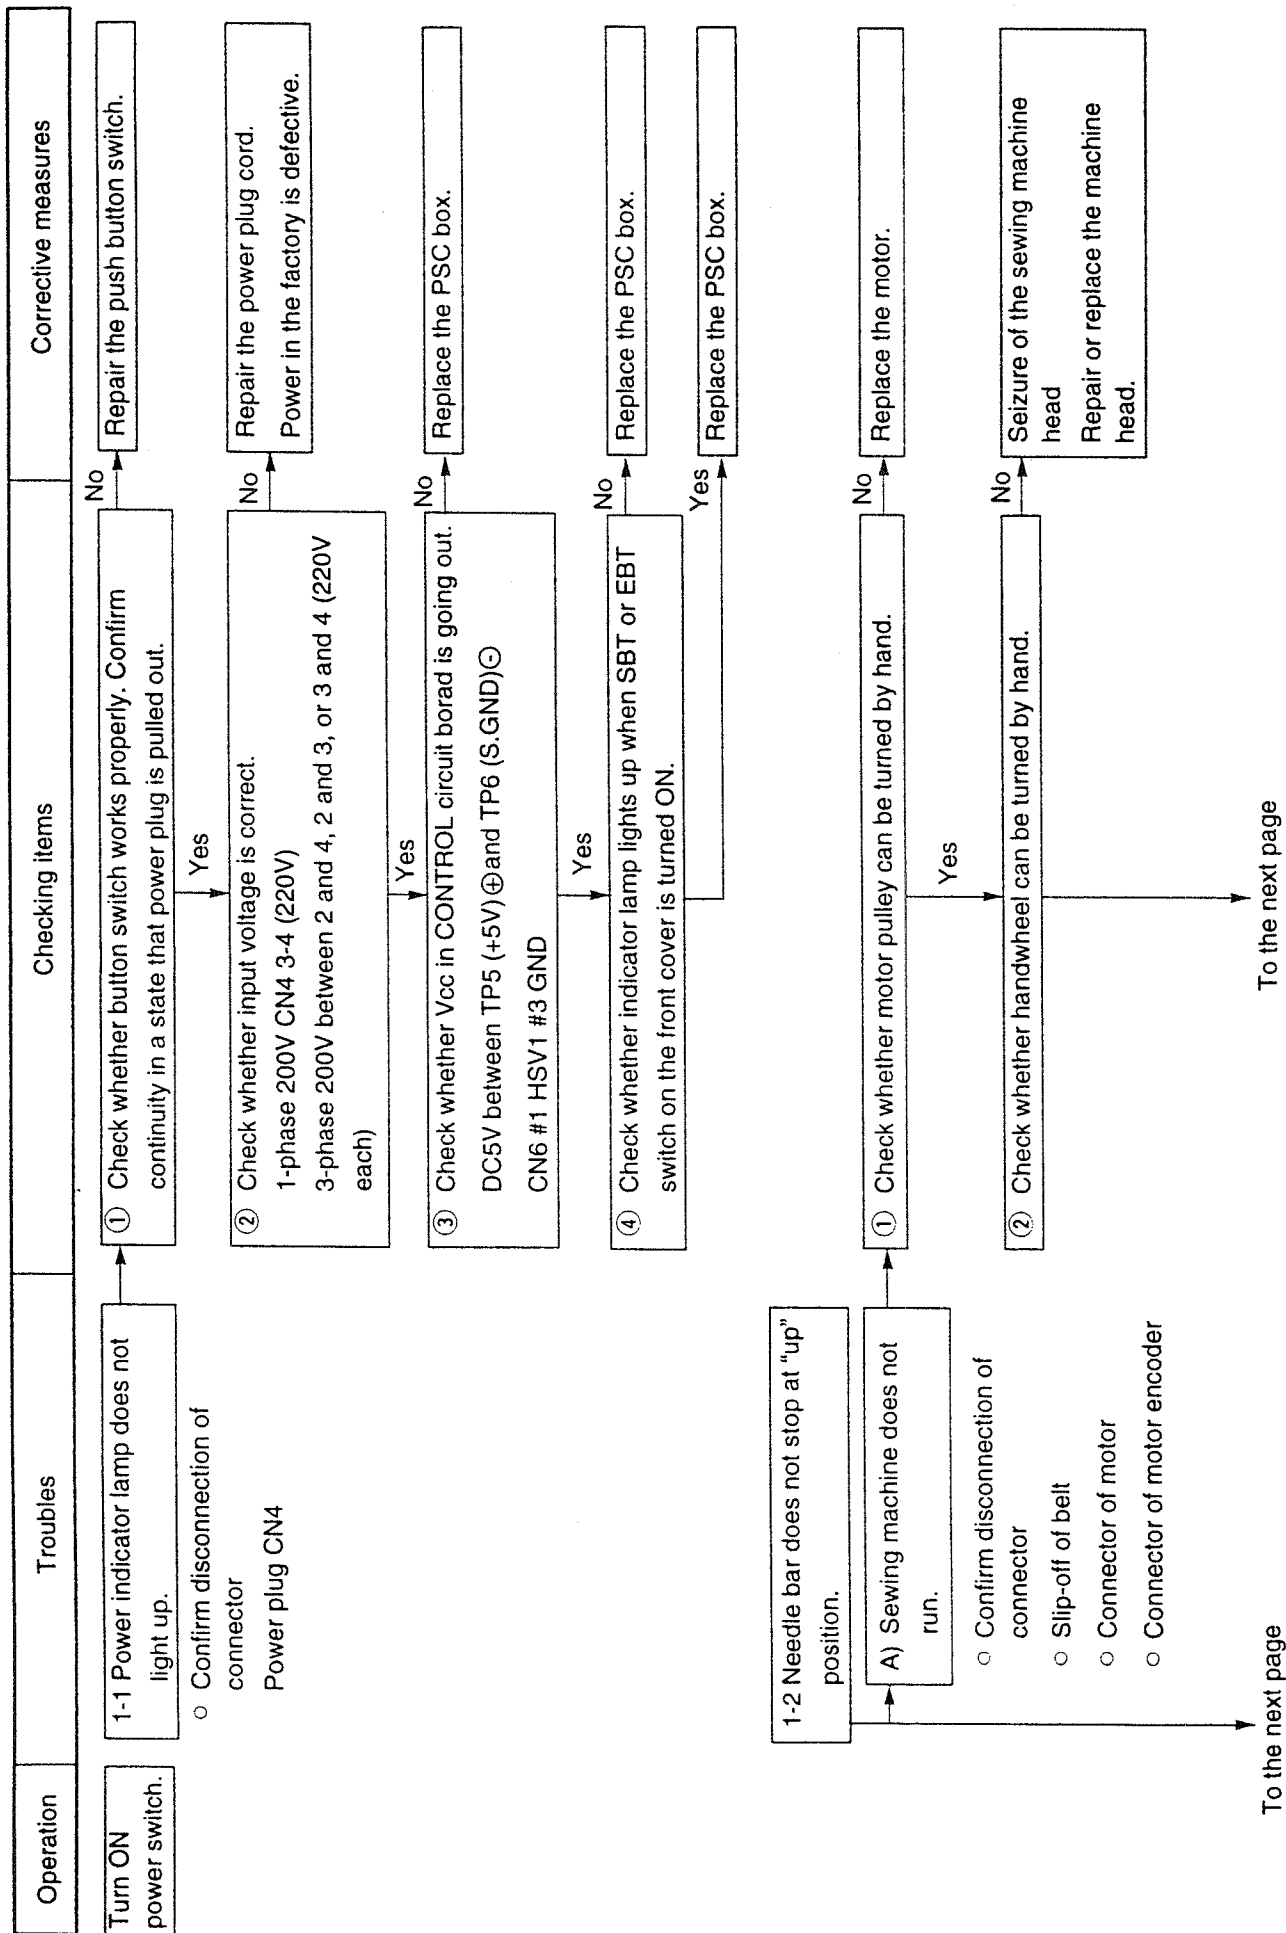 Operation
Troubles
Checking items
Corrective measures
Turn ON
power switch.
1-1 Power indicator lamp does not
light up.
○ Confirm disconnection of
connector
Power plug CN4
① Check whether button switch works properly. Confirm
continuity in a state that power plug is pulled out.
No
Repair the push button switch.
Yes
② Check whether input voltage is correct.
1-phase 200V CN4 3-4 (220V)
3-phase 200V between 2 and 4, 2 and 3, or 3 and 4 (220V
each)
No
Repair the power plug cord.
Power in the factory is defective.
Yes
③ Check whether Vcc in CONTROL circuit borad is going out.
DC5V between TP5 (+5V)⊕and TP6 (S.GND)⊖
CN6 #1 HSV1 #3 GND
No
Replace the PSC box.
Yes
④ Check whether indicator lamp lights up when SBT or EBT
switch on the front cover is turned ON.
No
Replace the PSC box.
Yes
Replace the PSC box.
1-2 Needle bar does not stop at “up”
position.
A) Sewing machine does not
run.
○ Confirm disconnection of
connector
○ Slip-off of belt
○ Connector of motor
○ Connector of motor encoder
① Check whether motor pulley can be turned by hand.
No
Replace the motor.
Yes
② Check whether handwheel can be turned by hand.
No
Seizure of the sewing machine
head
Repair or replace the machine
head.
To the next page
To the next page